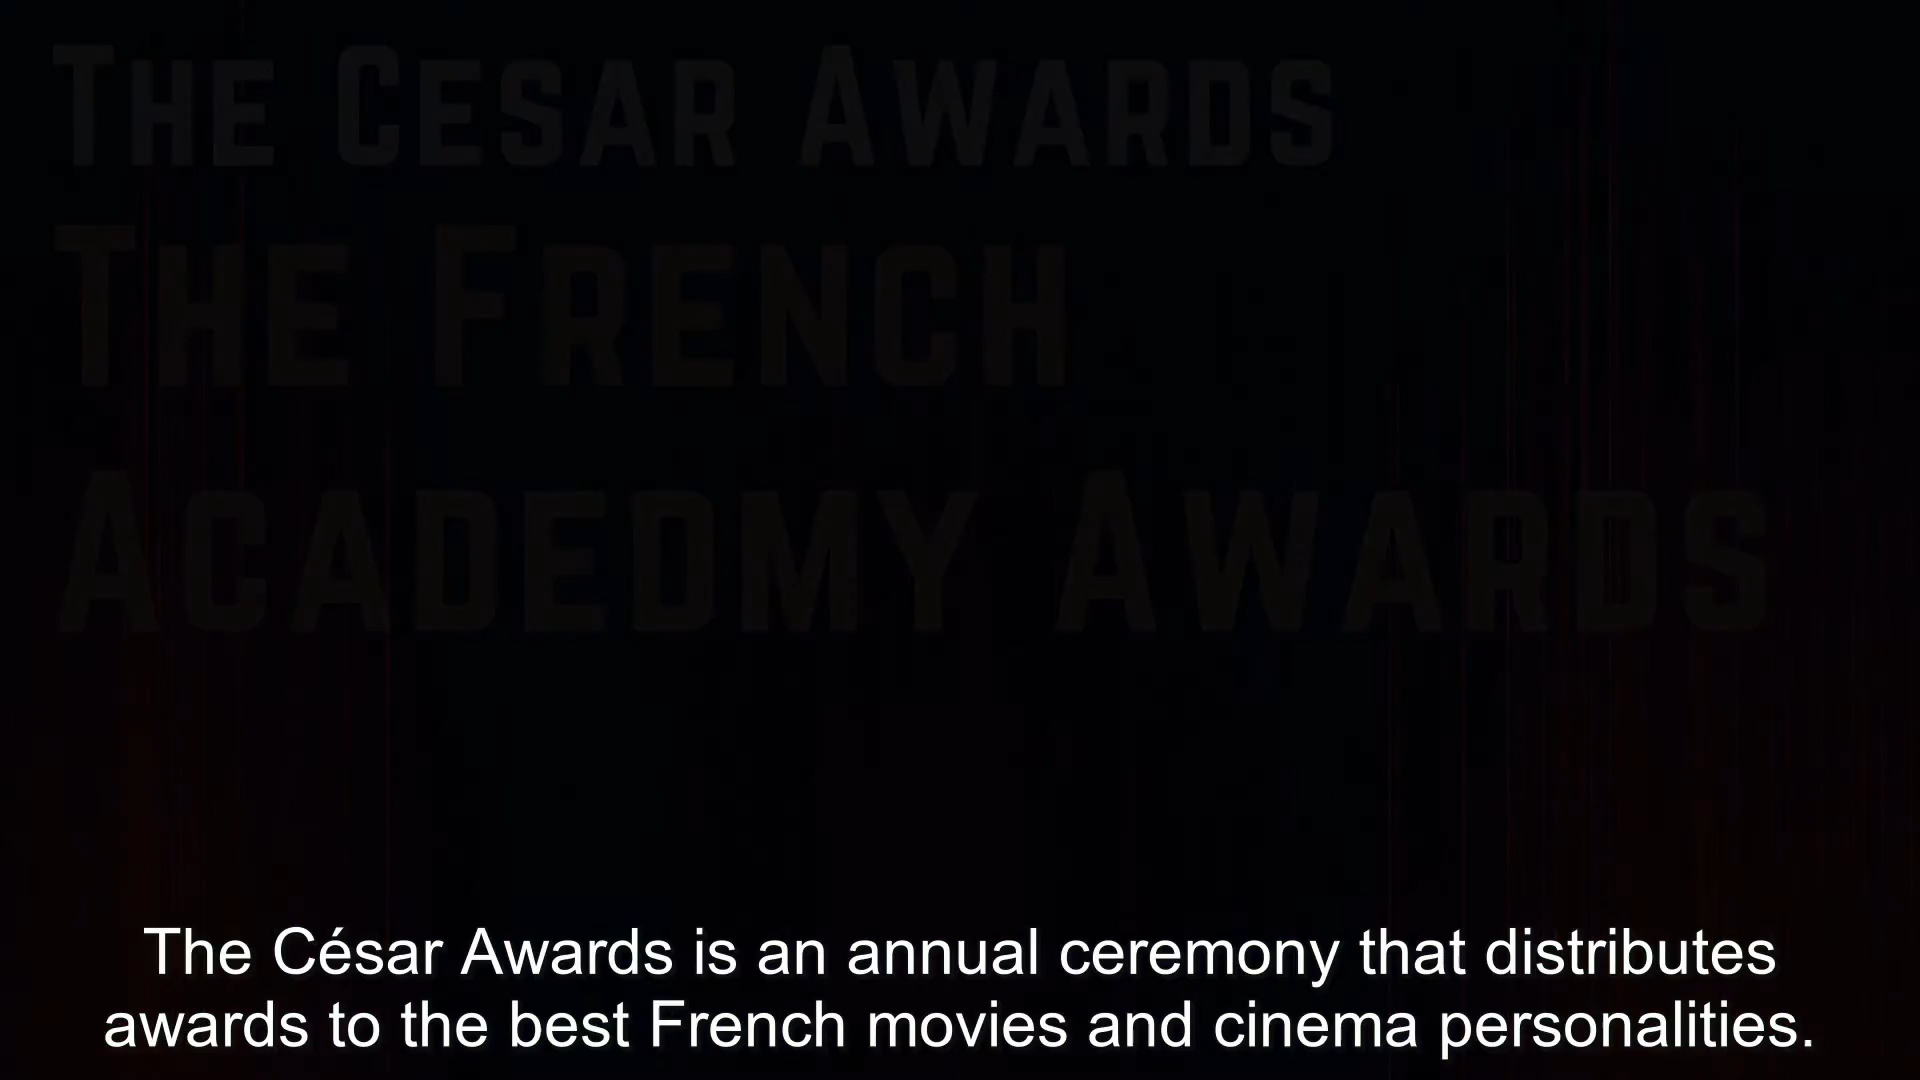 The Cesar Awards
The French
Acadedmy Awards
The César Awards is an annual ceremony that distributes
awards to the best French movies and cinema personalities.